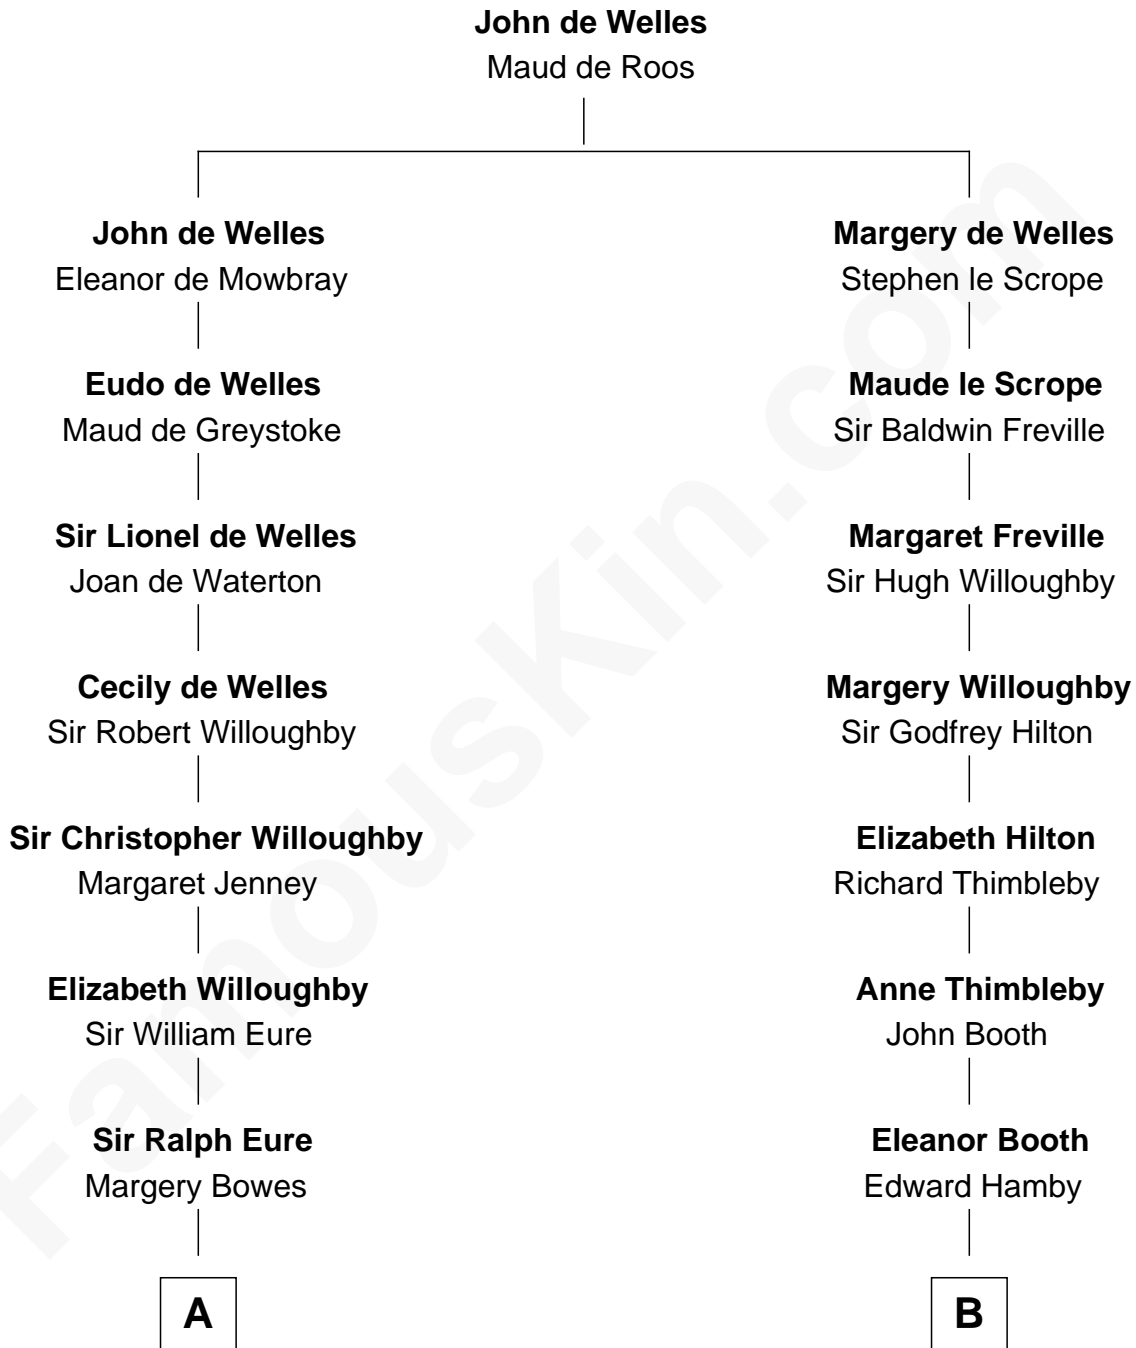 John de Welles
Maud de Roos
John de Welles
Eleanor de Mowbray
Margery de Welles
Stephen le Scrope
Eudo de Welles
Maud de Greystoke
Maude le Scrope
Sir Baldwin Freville
Sir Lionel de Welles
Joan de Waterton
Margaret Freville
Sir Hugh Willoughby
Cecily de Welles
Sir Robert Willoughby
Margery Willoughby
Sir Godfrey Hilton
Sir Christopher Willoughby
Margaret Jenney
Elizabeth Hilton
Richard Thimbleby
Elizabeth Willoughby
Sir William Eure
Anne Thimbleby
John Booth
Sir Ralph Eure
Margery Bowes
Eleanor Booth
Edward Hamby
A
B
FamousKin.com